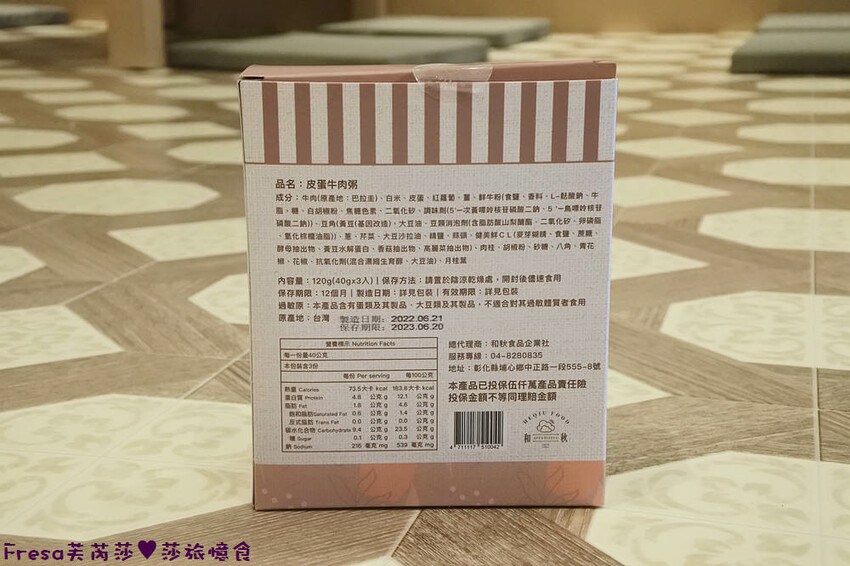 品名：皮蛋牛肉粥
成分：牛肉(原產地：巴拉圭)、白米、皮蛋、紅蘿蔔、薑、鮮牛粉(食鹽、香料、L-麩酸鈉、牛
脂、糖、白胡椒粉、焦糖色素、二氧化矽、調味劑(5'-次黃嘌呤核苷磷酸二鈉、5'-鳥嘌呤核苷
磷酸二鈉))、豆角(黃豆(基因改造)、大豆油、豆類消泡劑(含脂肪酸山梨醇酯、二氧化矽、卵磷脂
、氫化棕櫚油脂))、蔥、芹菜、大豆沙拉油、精鹽、蒜頭、健美鮮CL(麥芽糊精、食鹽、蔗糖、
酵母抽出物、黃豆水解蛋白、香菇抽出物、高麗菜抽出物)、肉桂、胡椒粉、砂糖、八角、青花
椒、花椒、抗氧化劑(混合濃縮生育醇、大豆油)、月桂葉
內容量：120g(40gx3入)|保存方法：請置於陰涼乾燥處，開封後儘速食用
保存期限：12個月|製造日期：詳見包裝|有效期限：詳見包裝
過敏原：本產品含有蛋類及其製品、大豆類及其製品，不適合對其過敏體質者食用
原產地：台灣 製造日期：2022.06.21
保存期限：2023.06.20
營養標示 Nutrition Facts
每一份量40公克
本包裝含3份
每份 Per serving 每100公克
熱量 Calories 73.5大卡 kcal 183.8大卡 kcal
蛋白質 Protein 4.8 公克 g 12.1 公克 g
脂肪 Fat 1.8 公克 g 4.6 公克 g
飽和脂肪Saturated Fat 0.6 公克 g 1.4 公克 g
反式脂肪 Trans Fat 0.0 公克 g 0.0 公克 g
碳水化合物 Carbohydrate 9.4 公克 g 23.5 公克 g
糖 Sugar 0.1 公克 g 0.3 公克 g
鈉 Sodium 216 毫克 mg 539 毫克 mg
總代理商：和秋食品企業社
服務專線：04-8280835
地址：彰化縣埔心鄉中正路一段555-8號
本產品已投保伍仟萬產品責任險
投保金額不等同理賠金額
4 711117 510042
HEQIU FOOD
和秋
Fresa芙芮莎♥莎旅憶食